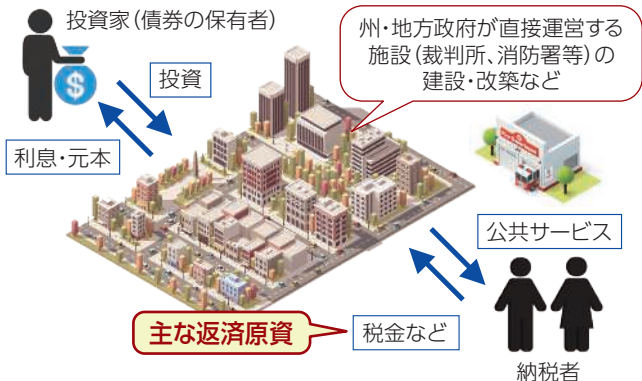 投資家（債券の保有者）
投資
利息・元本
州・地方政府が直接運営する
施設（裁判所、消防署等）の
建設・改築など
公共サービス
主な返済原資
税金など
納税者